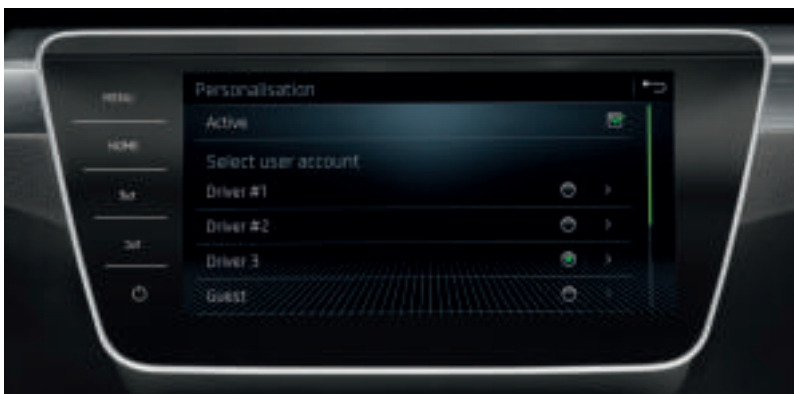 Personalisation
MENU
Active
HOME
Select user account
Driver #1
Driver #2
Driver 3
Guest